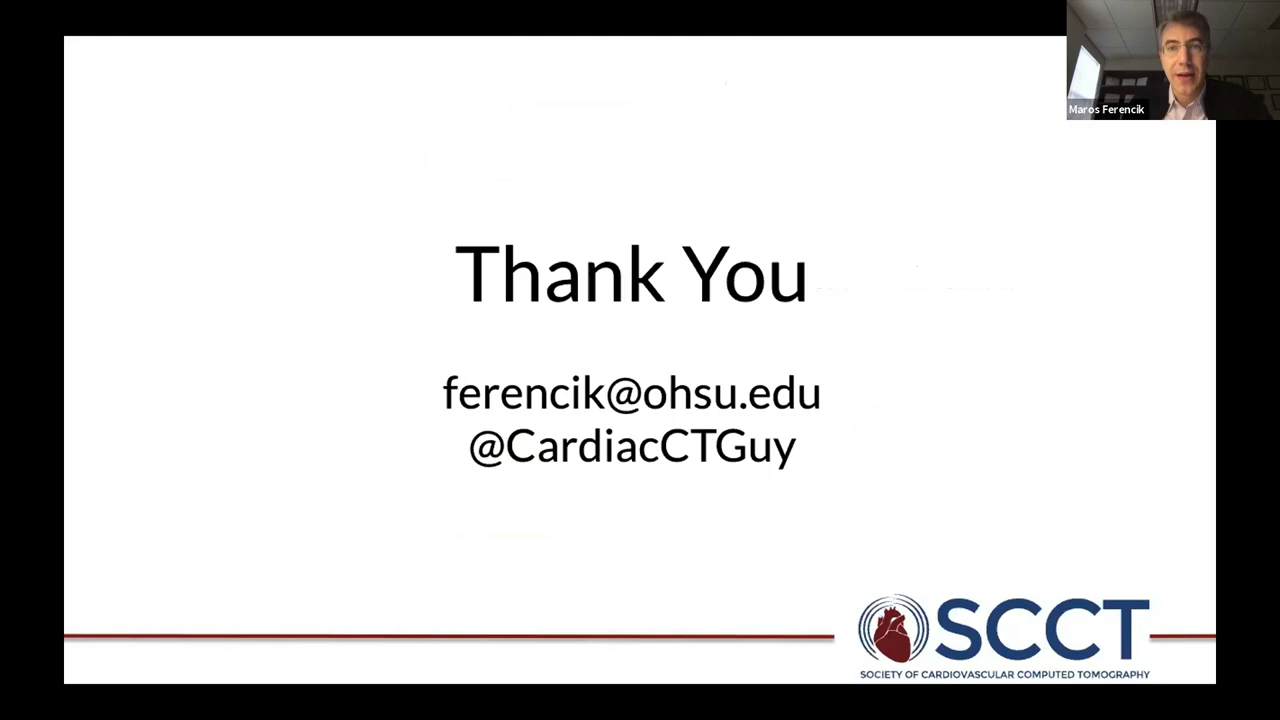 Maros Ferencik
Thank You
ferencik@ohsu.edu
@CardiacCTGuy
SCCT
SOCIETY OF CARDIOVASCULAR COMPUTED TOMOGRAPHY